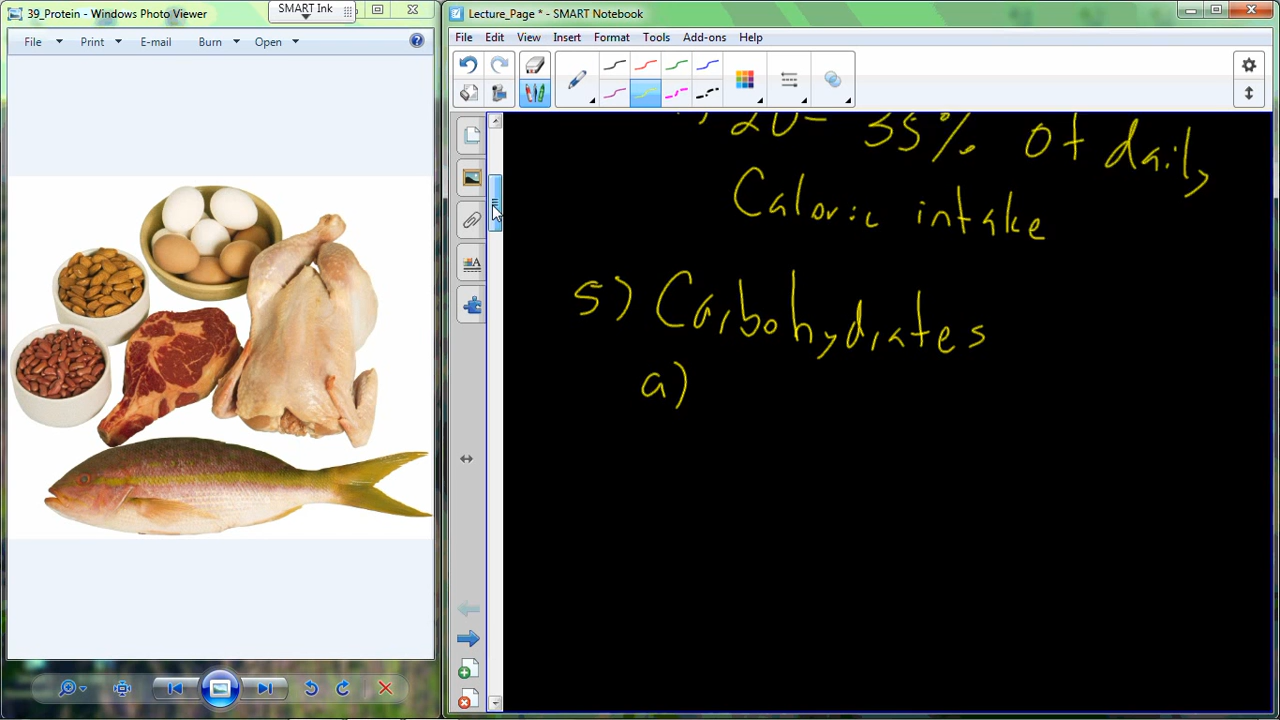 39_Protein - Windows Photo Viewer
SMART Ink
File Print E-mail Burn Open
Lecture_Page * - SMART Notebook
File Edit View Insert Format Tools Add-ons Help
20- 35% of daily
Caloric intake
5) Carbohydrates
a)